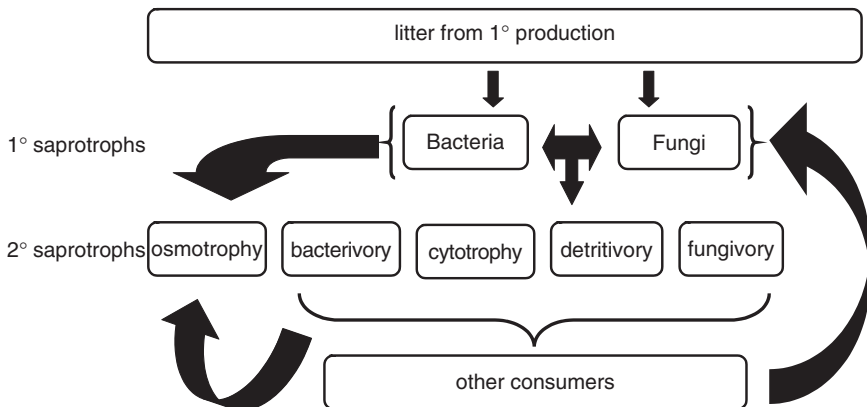 litter from 1° production
1° saprotrophs
Bacteria
Fungi
2° saprotrophs
osmotrophy
bacterivory
cytotrophy
detritivory
fungivory
other consumers